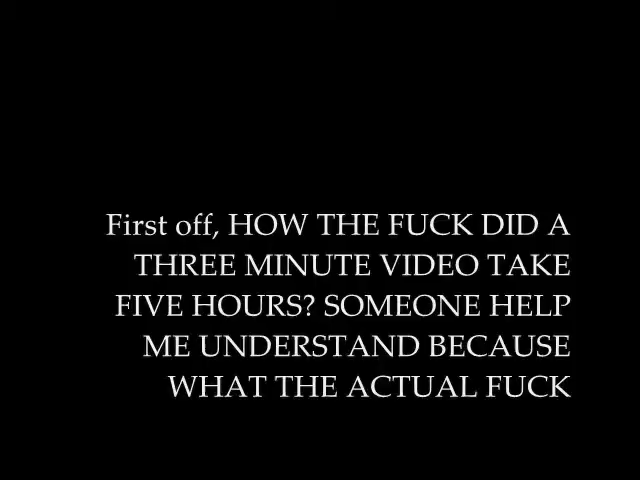 First off, HOW THE FUCK DID A
THREE MINUTE VIDEO TAKE
FIVE HOURS? SOMEONE HELP
ME UNDERSTAND BECAUSE
WHAT THE ACTUAL FUCK